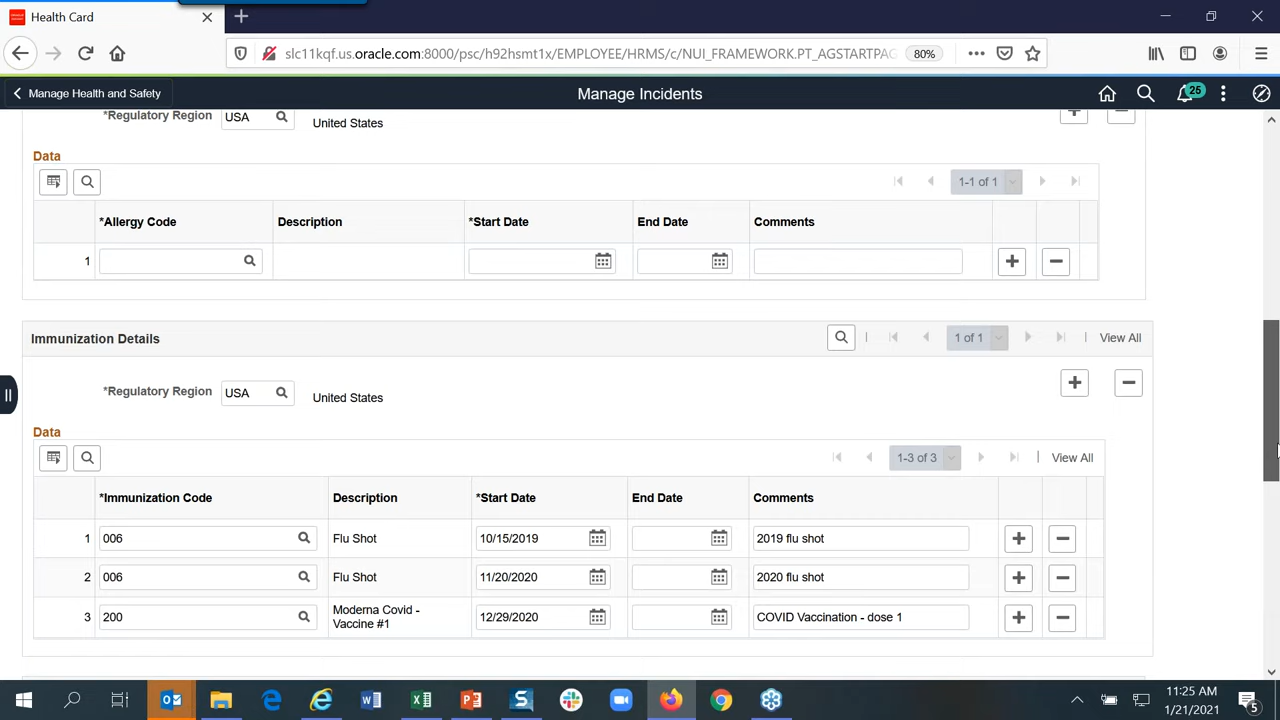 Health Card
slc11kqf.us.oracle.com:8000/psc/h92hsmt1x/EMPLOYEE/HRMS/c/NUI_FRAMEWORK.PT_AGSTARTPAG
80%
Manage Health and Safety
Manage Incidents
25
*Regulatory Region USA United States
Data
1-1 of 1
*Allergy Code Description *Start Date End Date Comments
1
Immunization Details 1 of 1 View All
*Regulatory Region USA United States
Data
1-3 of 3 View All
*Immunization Code Description *Start Date End Date Comments
1 006 Flu Shot 10/15/2019 2019 flu shot
2 006 Flu Shot 11/20/2020 2020 flu shot
3 200 Moderna Covid - 12/29/2020 COVID Vaccination - dose 1
Vaccine #1
11:25 AM
1/21/2021
5